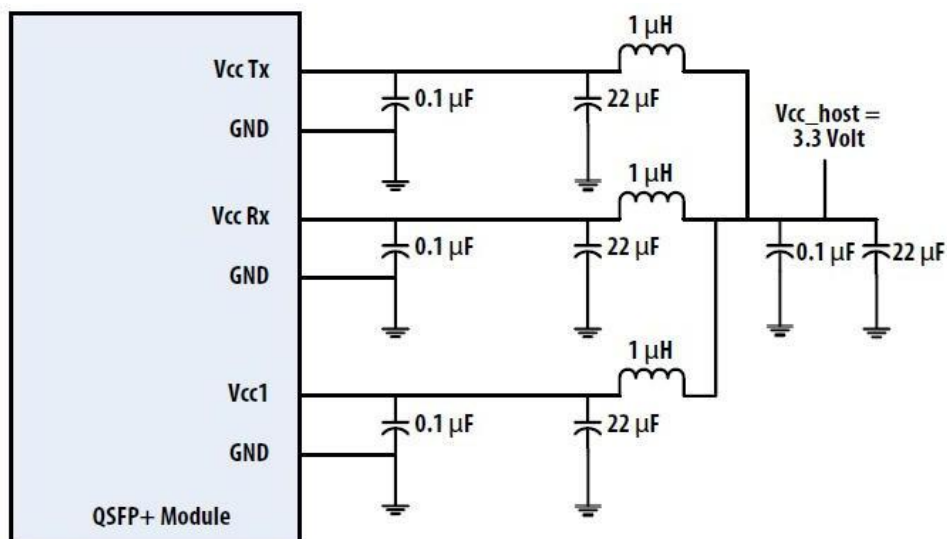 1 μH
Vcc Tx
0.1 μF
22 μF
GND
Vcc_host =
3.3 Volt
1 μH
Vcc Rx
0.1 μF
22 μF
0.1 μF
22 μF
GND
1 μH
Vcc1
0.1 μF
22 μF
GND
QSFP+ Module